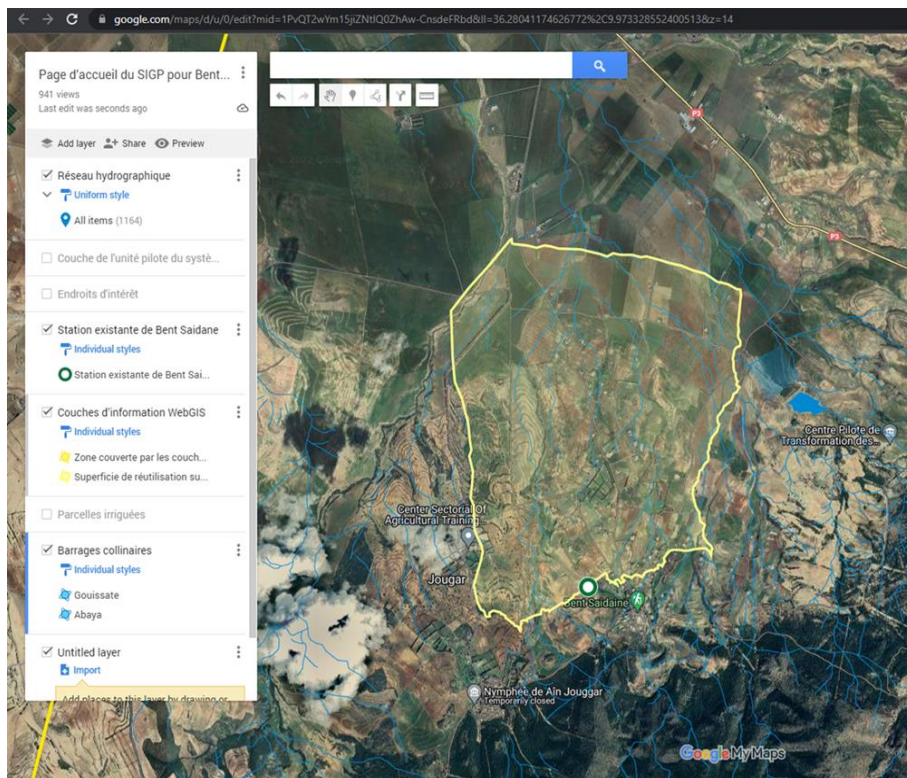 google.com/maps/d/u/0/edit?mid=1PvQT2wYm15jiZNtlQ0ZhAw-CnsdeFRbd&ll=36.28041174626772%2C9.973328552400513&z=14
Page d'accueil du SIGP pour Bent...
941 views
Last edit was seconds ago
Add layer
Share
Preview
Réseau hydrographique
Uniform style
All items (1164)
Couche de l'unité pilote du systè...
Endroits d'intérêt
Station existante de Bent Saidane
Individual styles
Station existante de Bent Sai...
Couches d'information WebGIS
Individual styles
Zone couverte par les couch...
Superficie de réutilisation su...
Parcelles irriguées
Barrages collinaires
Individual styles
Gouissate
Abaya
Untitled layer
Import
Add places to this layer by drawing or
P3
P3
Centre Pilote de
Transformation des...
Center Sectorial Of
Agricultural Training...
Jougar
Bent Saidaine
Nymphée de Aïn Jouggar
Temporarily closed
Google My Maps